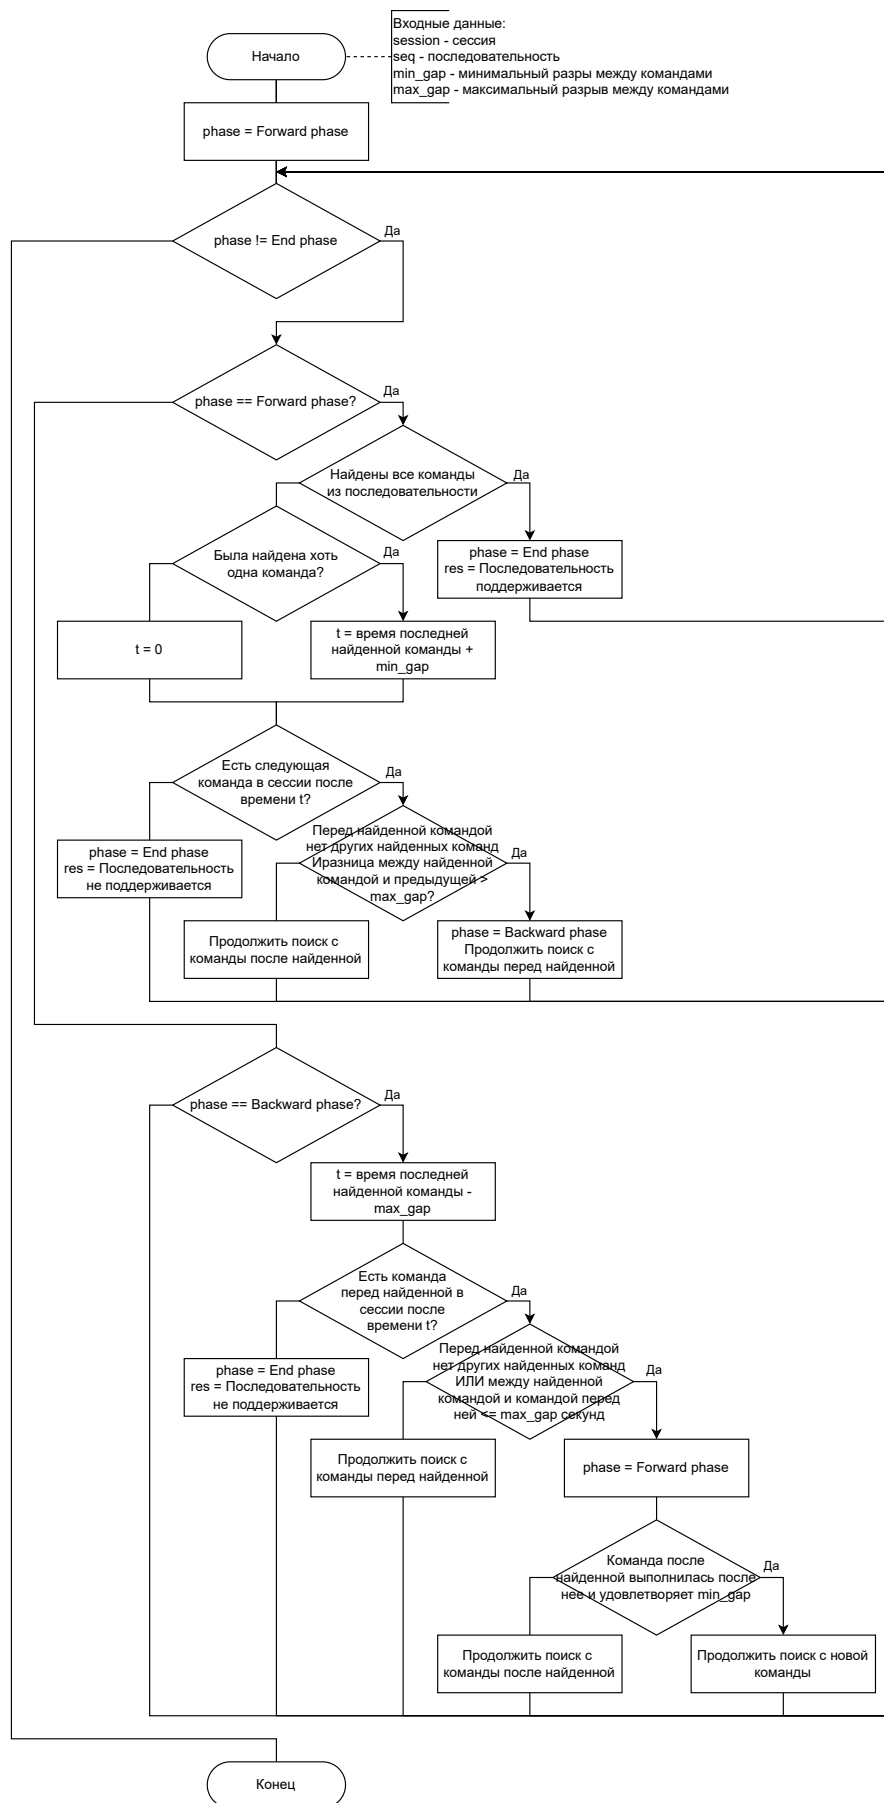 Начало
Входные данные:
session - сессия
seq - последовательность
min_gap - минимальный разры между командами
max_gap - максимальный разрыв между командами
phase = Forward phase
phase != End phase
Да
phase == Forward phase?
Да
Найдены все команды
из последовательности
Да
phase = End phase
res = Последовательность
поддерживается
Была найдена хоть
одна команда?
Да
t = 0
t = время последней
найденной команды +
min_gap
Есть следующая
команда в сессии после
времени t?
Да
phase = End phase
res = Последовательность
не поддерживается
Перед найденной командой
нет других найденных команд
Иразница между найденной
командой и предыдущей >
max_gap?
Да
Продолжить поиск с
команды после найденной
phase = Backward phase
Продолжить поиск с
команды перед найденной
phase == Backward phase?
Да
t = время последней
найденной команды -
max_gap
Есть команда
перед найденной в
сессии после
времени t?
Да
phase = End phase
res = Последовательность
не поддерживается
Перед найденной командой
нет других найденных команд
ИЛИ между найденной
командой и командой перед
ней <= max_gap секунд
Да
Продолжить поиск с
команды перед найденной
phase = Forward phase
Команда после
найденной выполнилась после
нее и удовлетворяет min_gap
Да
Продолжить поиск с
команды после найденной
Продолжить поиск с новой
команды
Конец